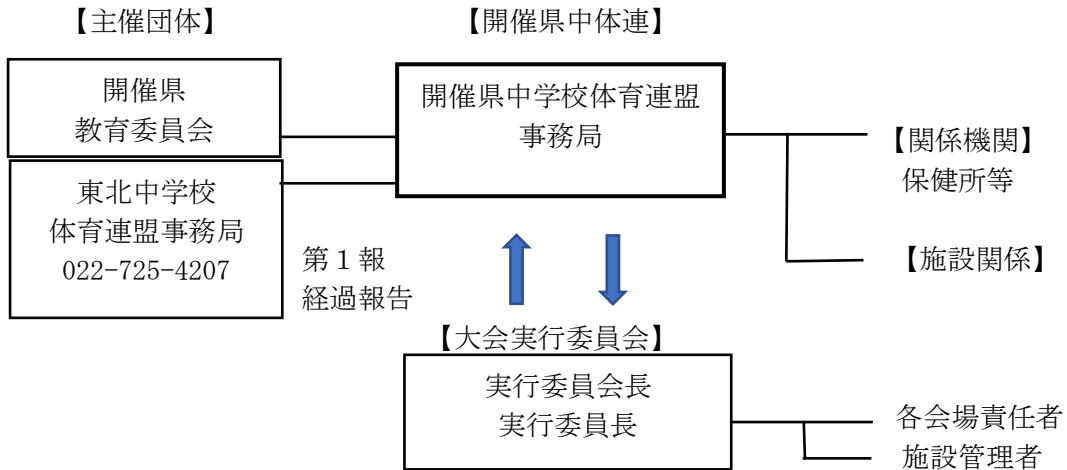 【主催団体】
【開催県中体連】
開催県
教育委員会
開催県中学校体育連盟
事務局
【関係機関】
保健所等
東北中学校
体育連盟事務局
022-725-4207
第１報
経過報告
【施設関係】
【大会実行委員会】
実行委員会長
実行委員長
各会場責任者
施設管理者